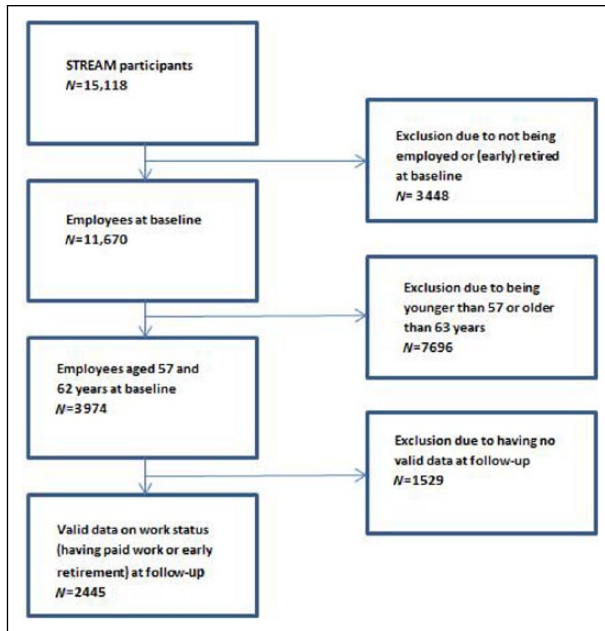 STREAM participants
N=15,118
Exclusion due to not being
employed or (early) retired
at baseline
N= 3448
Employees at baseline
N=11,670
Exclusion due to being
younger than 57 or older
than 63 years
N=7696
Employees aged 57 and
62 years at baseline
N=3974
Exclusion due to having no
valid data at follow-up
N=1529
Valid data on work status
(having paid work or early
retirement) at follow-up
N=2445